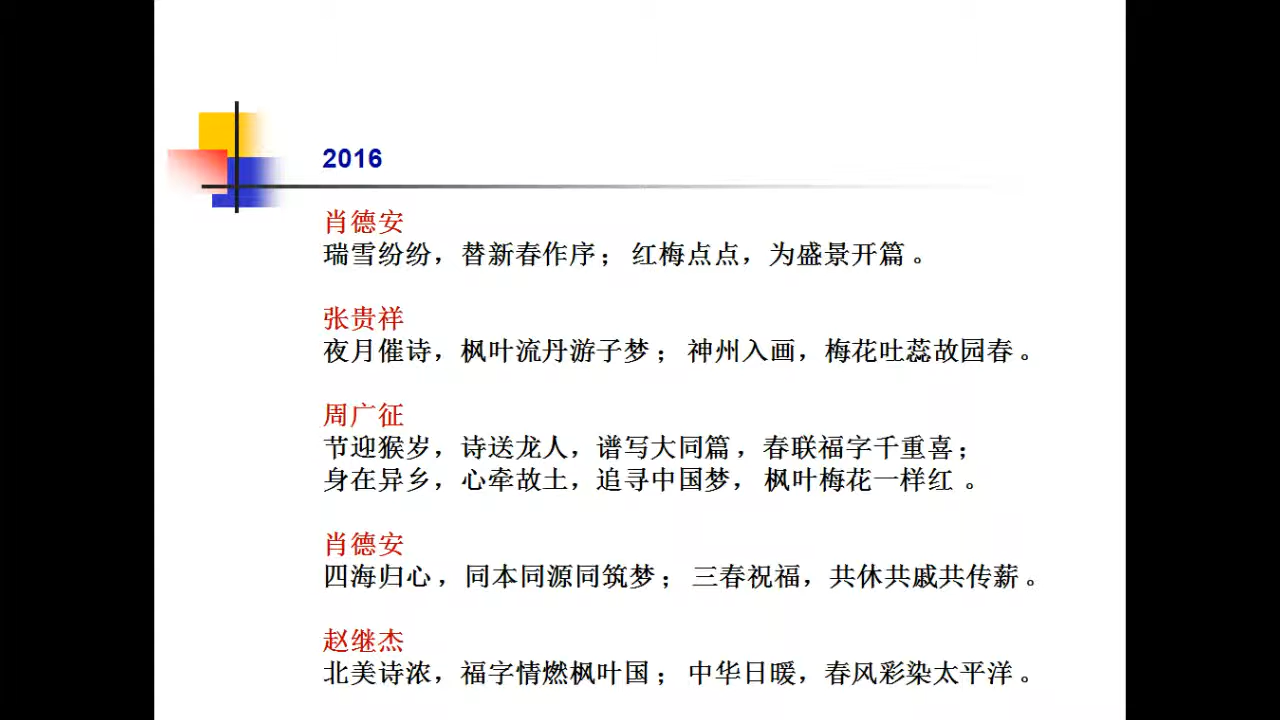 2016
肖德安
瑞雪纷纷，替新春作序；红梅点点，为盛景开篇。
张贵祥
夜月催诗，枫叶流丹游子梦；神州入画，梅花吐蕊故园春。
周广征
节迎猴岁，诗送龙人，谱写大同篇，春联福字千重喜；
身在异乡，心牵故土，追寻中国梦，枫叶梅花一样红。
肖德安
四海归心，同本同源同筑梦；三春祝福，共休共戚共传薪。
赵继杰
北美诗浓，福字情燃枫叶国；中华日暖，春风彩染太平洋。